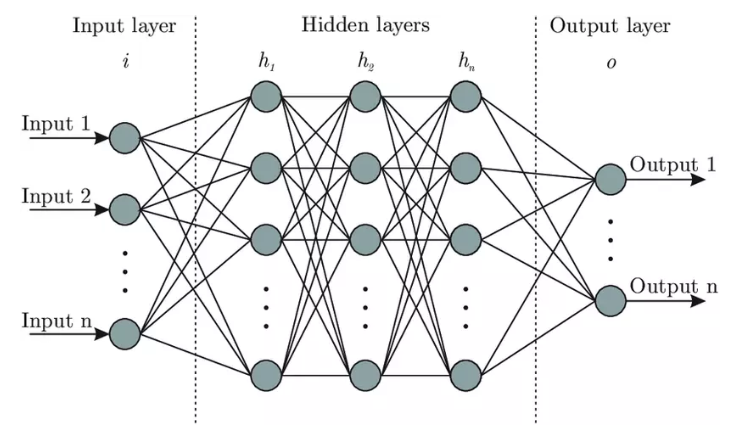 Input layer
Hidden layers
Output layer
i
h1
h2
hn
o
Input 1
Input 2
Input n
Output 1
Output n